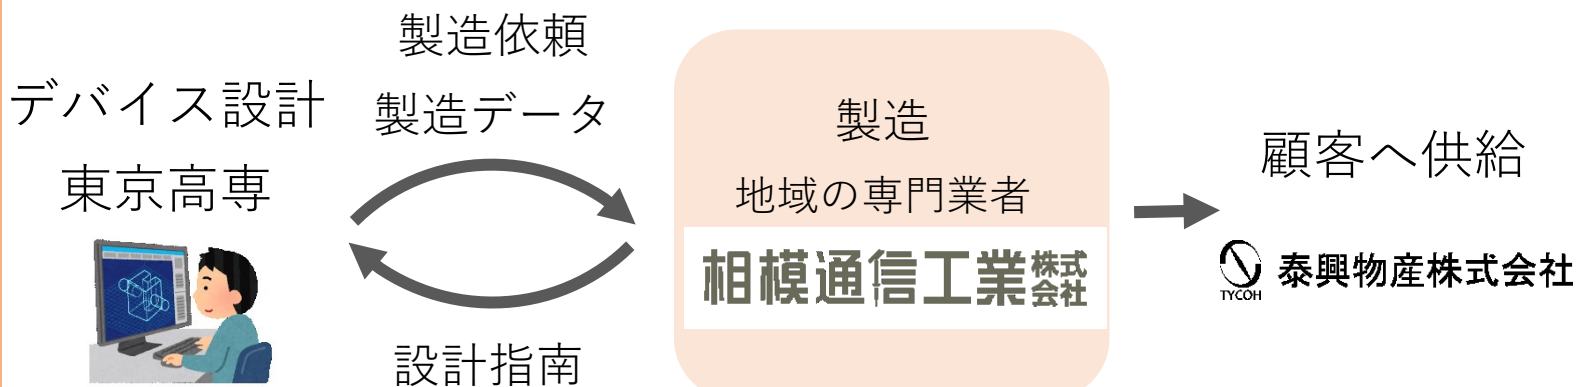 デバイス設計
東京高専
製造依頼
製造データ
設計指南
製造
地域の専門業者
相模通信工業株式会社
顧客へ供給
TYCOH
泰興物産株式会社